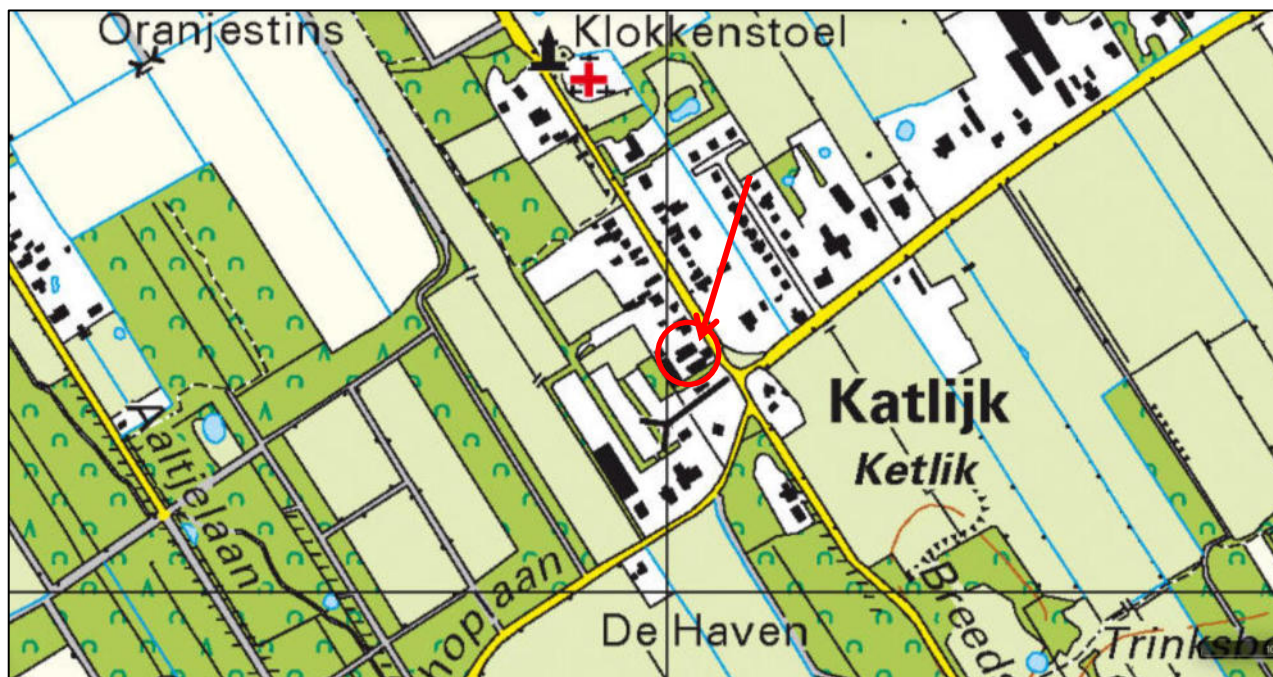 Oranjestins
Klokkenstoel
Katlijk
Ketlik
Aaltjelaan
De Haven